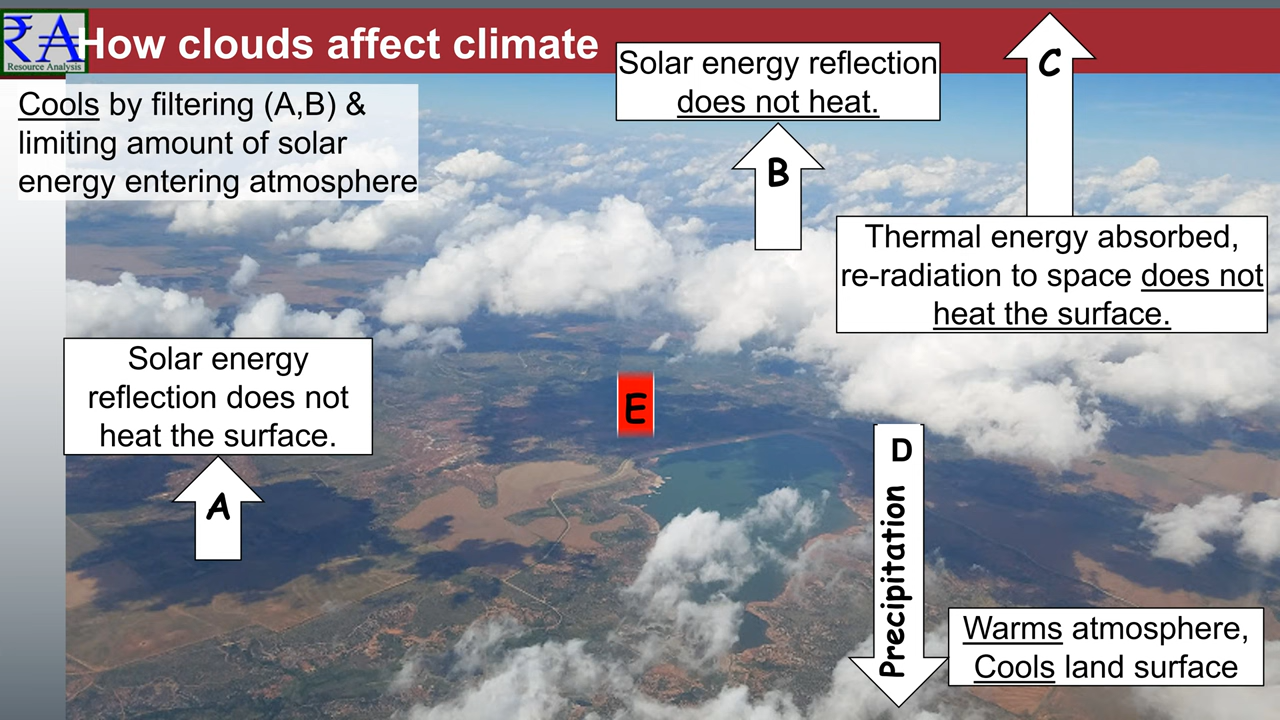 ₹A
Resource Analysis
How clouds affect climate
Cools by filtering (A,B) &
limiting amount of solar
energy entering atmosphere
Solar energy reflection
does not heat.
B
C
Thermal energy absorbed,
re-radiation to space does not
heat the surface.
Solar energy
reflection does not
heat the surface.
A
E
D
Precipitation
Warms atmosphere,
Cools land surface